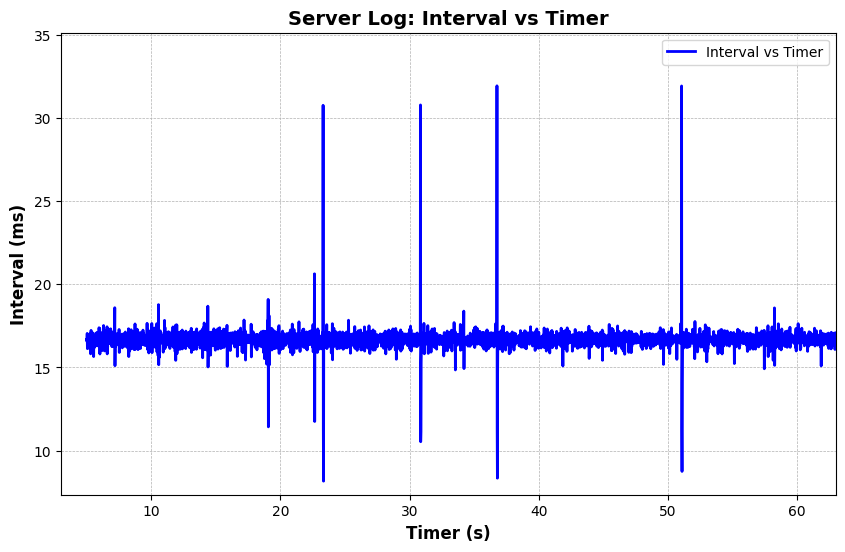 Server Log: Interval vs Timer
Interval vs Timer
35
30
25
20
15
10
Interval (ms)
10 20 30 40 50 60
Timer (s)